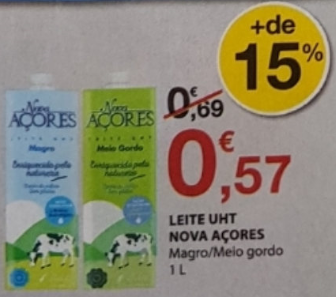 +de
15%
€
0,69
€
0,57
Nova
AÇORES
Magro
Nova
AÇORES
Meio Gordo
LEITE UHT
NOVA AÇORES
Magro/Meio gordo
1 L